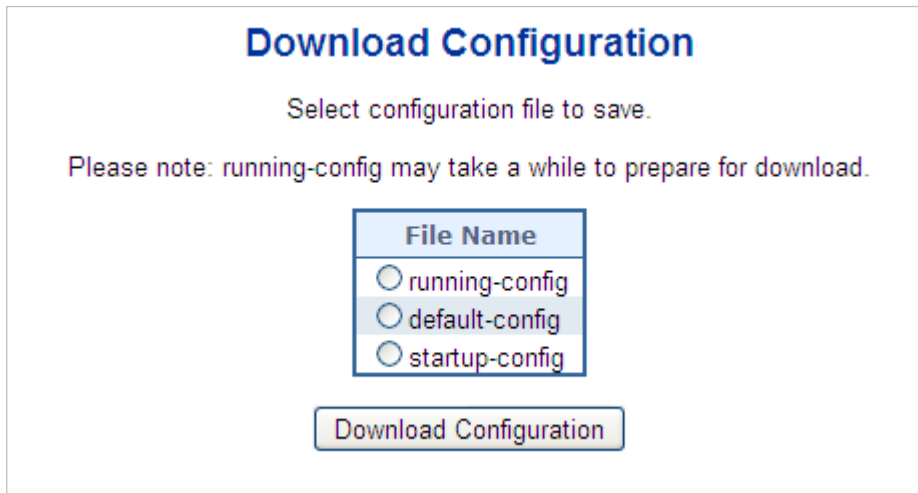 Download Configuration
Select configuration file to save.
Please note: running-config may take a while to prepare for download.
File Name
running-config
default-config
startup-config
Download Configuration